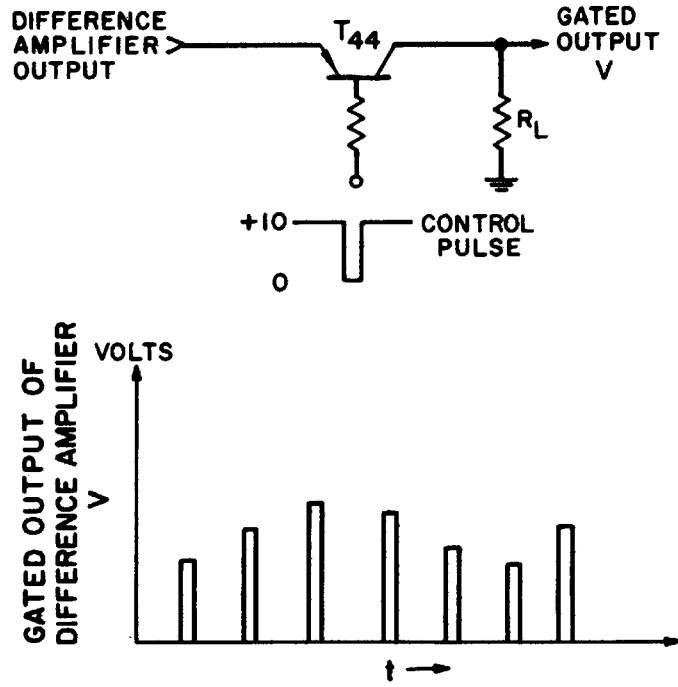 DIFFERENCE
AMPLIFIER
OUTPUT
T44
GATED
OUTPUT
V
RL
+10
CONTROL
PULSE
0
VOLTS
GATED OUTPUT OF
DIFFERENCE AMPLIFIER
V
t